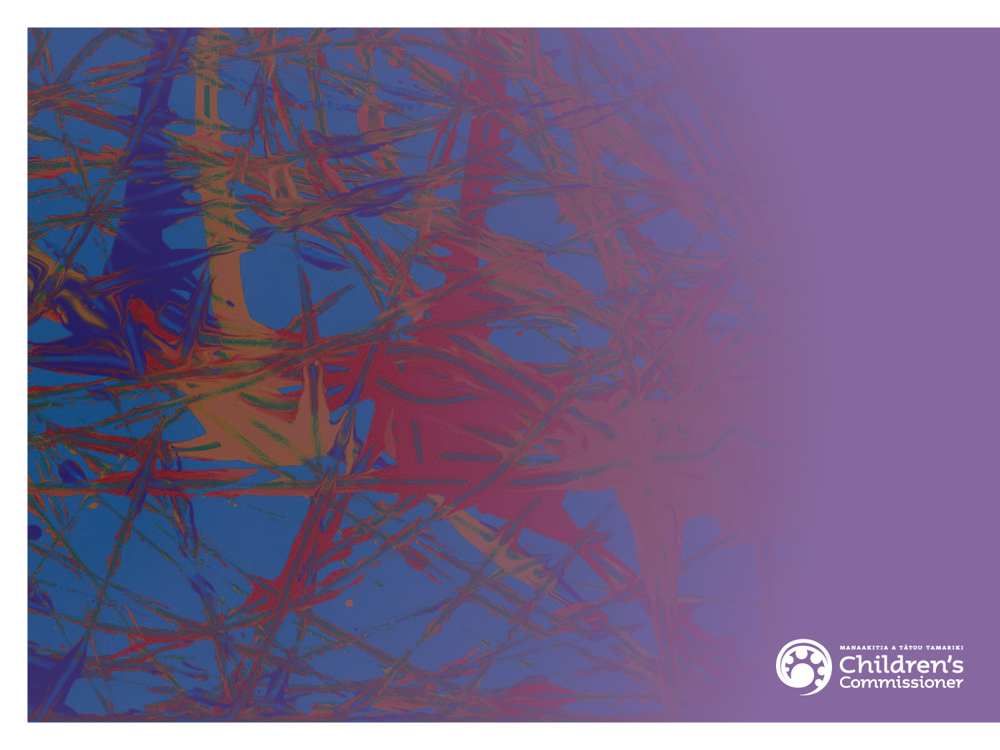 MANAAKITIA A TĀTOU TAMARIKI
Children's
Commissioner